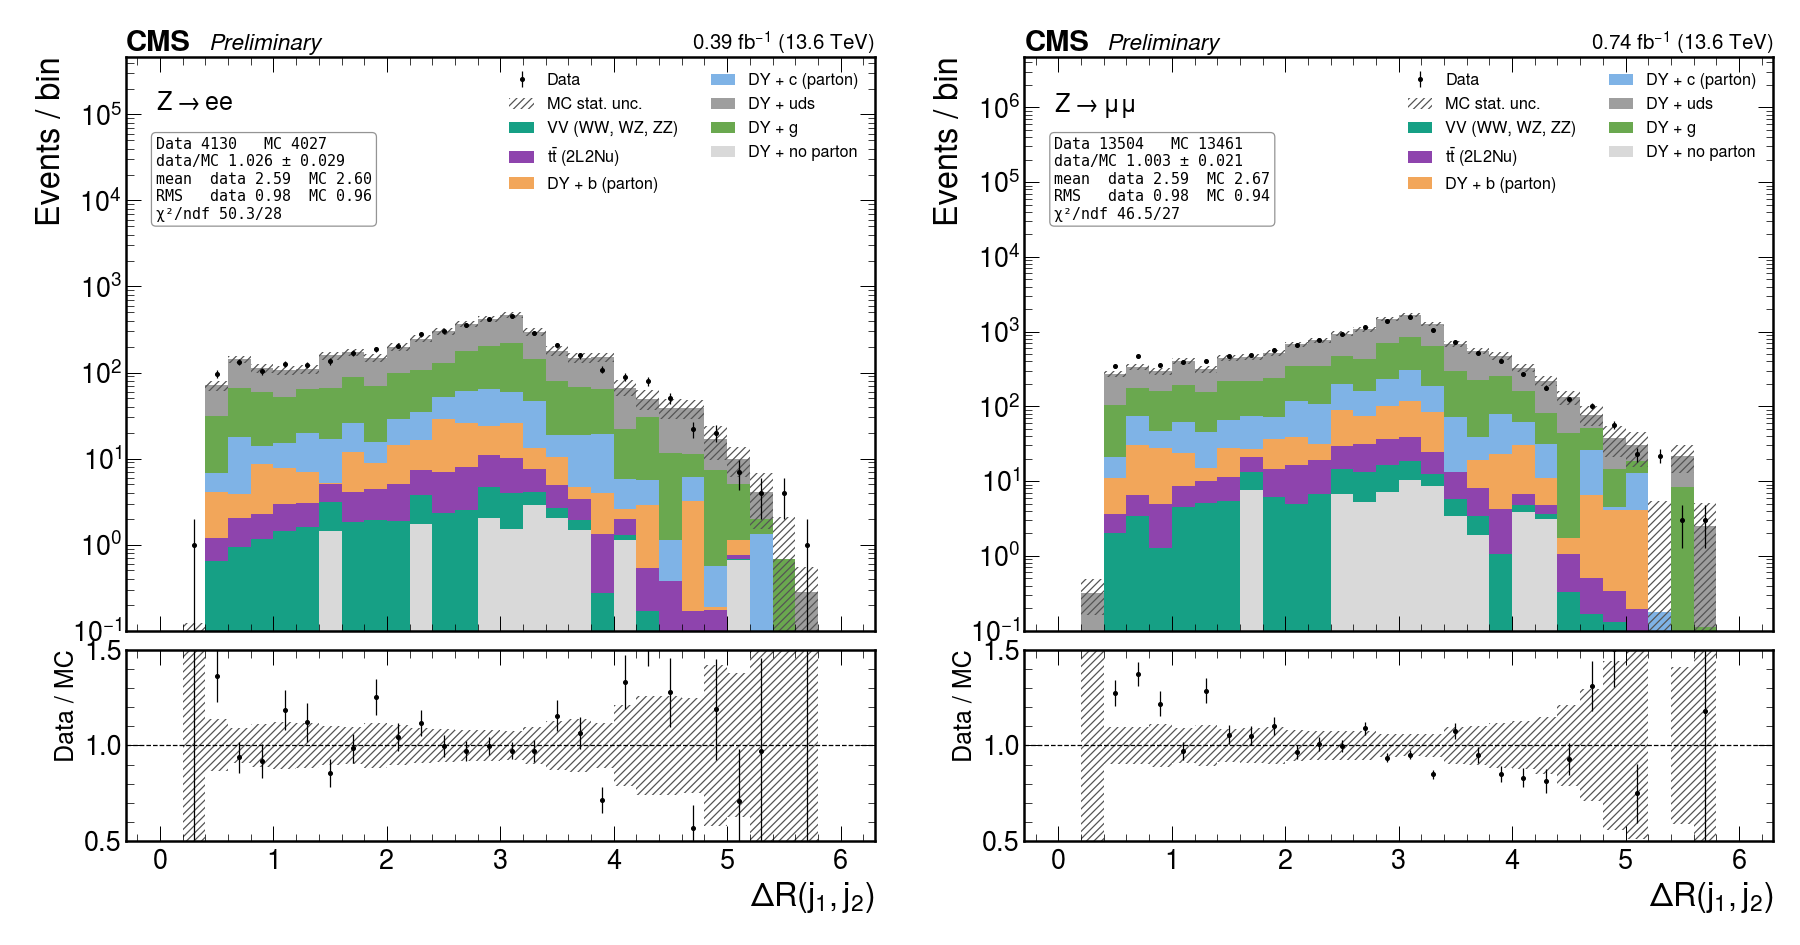 CMS Preliminary 0.39 fb⁻¹ (13.6 TeV)
Events / bin
Z → ee
Data 4130 MC 4027
data/MC 1.026 ± 0.029
mean data 2.59 MC 2.60
RMS data 0.98 MC 0.96
χ²/ndf 50.3/28
Data
MC stat. unc.
VV (WW, WZ, ZZ)
tt̄ (2L2Nu)
DY + b (parton)
DY + c (parton)
DY + uds
DY + g
DY + no parton
10⁵
10⁴
10³
10²
10¹
10⁰
10⁻¹
Data / MC
1.5
1.0
0.5
0 1 2 3 4 5 6
ΔR(j₁, j₂)
CMS Preliminary 0.74 fb⁻¹ (13.6 TeV)
Events / bin
Z → μμ
Data 13504 MC 13461
data/MC 1.003 ± 0.021
mean data 2.59 MC 2.67
RMS data 0.98 MC 0.94
χ²/ndf 46.5/27
Data
MC stat. unc.
VV (WW, WZ, ZZ)
tt̄ (2L2Nu)
DY + b (parton)
DY + c (parton)
DY + uds
DY + g
DY + no parton
10⁶
10⁵
10⁴
10³
10²
10¹
10⁰
10⁻¹
Data / MC
1.5
1.0
0.5
0 1 2 3 4 5 6
ΔR(j₁, j₂)